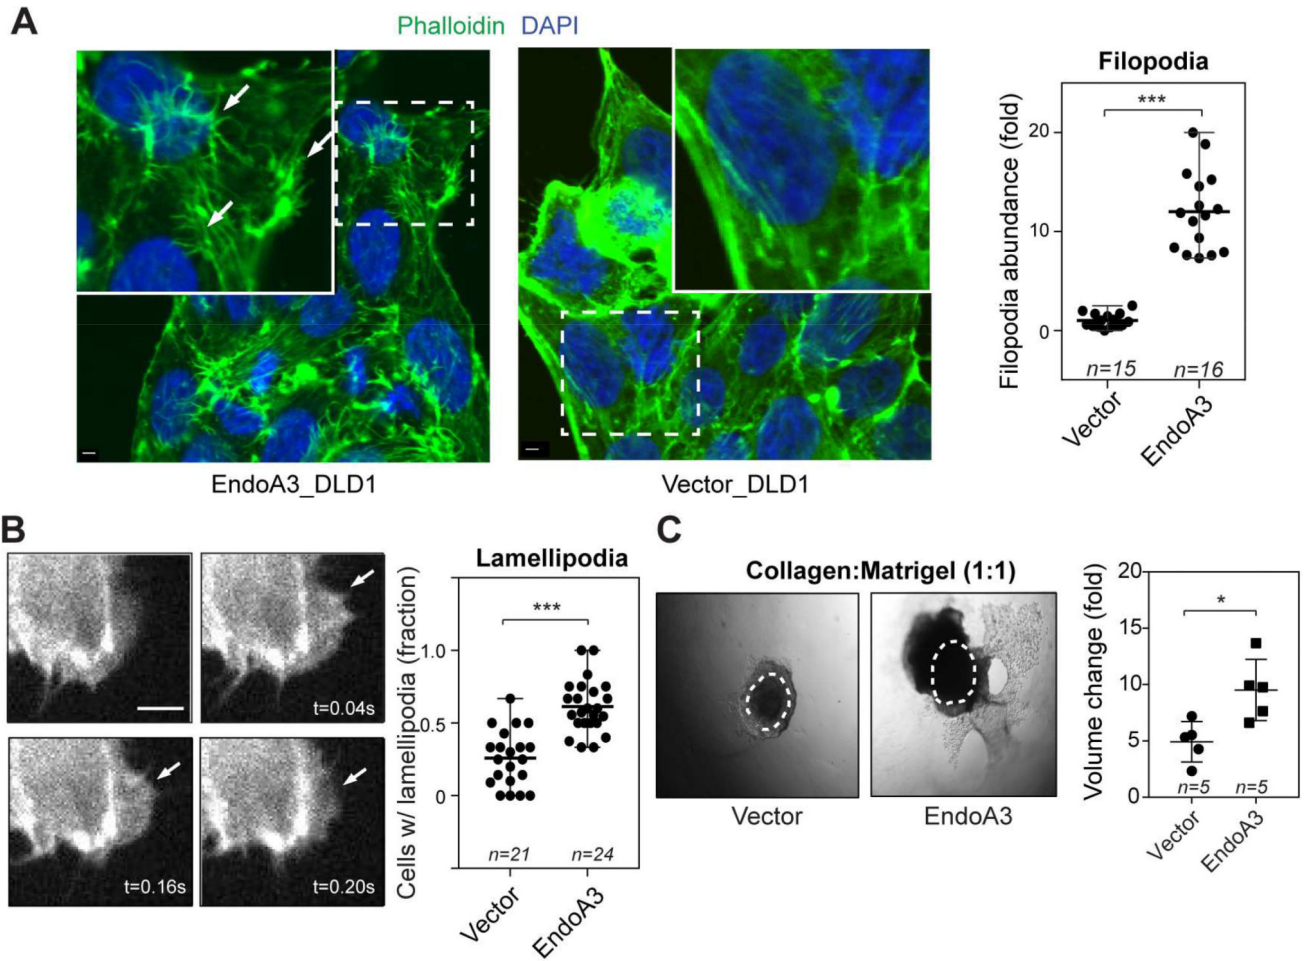 A
Phalloidin DAPI
EndoA3_DLD1
Vector_DLD1
Filopodia
***
Filopodia abundance (fold)
20
10
0
n=15 n=16
Vector
EndoA3
B
t=0.04s
t=0.16s
t=0.20s
Lamellipodia
***
Cells w/ lamellipodia (fraction)
1.0
0.5
0
n=21 n=24
Vector
EndoA3
C
Collagen:Matrigel (1:1)
Vector
EndoA3
*
Volume change (fold)
20
15
10
5
0
n=5 n=5
Vector
EndoA3